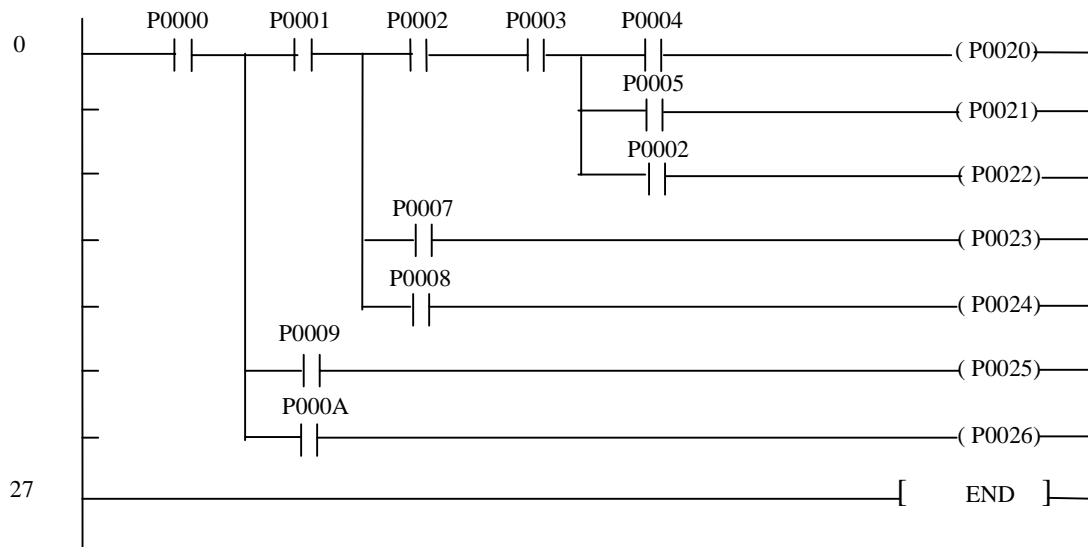 P0000 P0001 P0002 P0003 P0004
0 ( P0020)
P0005
( P0021)
P0002
( P0022)
P0007
( P0023)
P0008
( P0024)
P0009
( P0025)
P000A
( P0026)
27 [ END ]